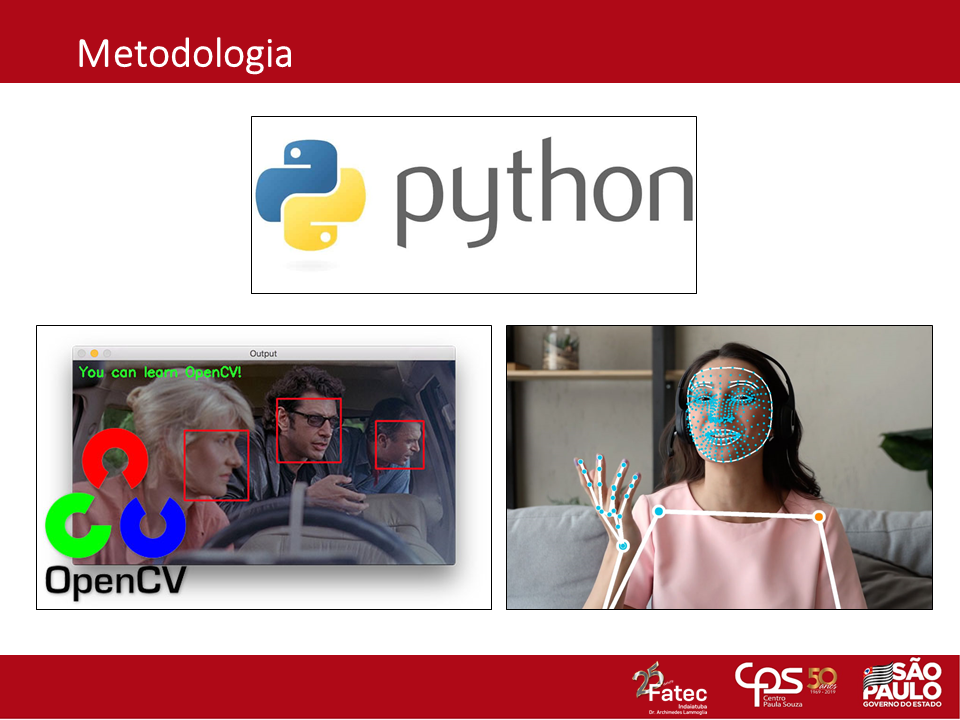 Metodologia
python
Output
You can learn OpenCV!
OpenCV
25
anos
Fatec
Indaiatuba
Dr. Archimedes Lammoglia
CPS
Centro
Paula Souza
50
anos
1969 - 2019
SÃO
PAULO
GOVERNO DO ESTADO